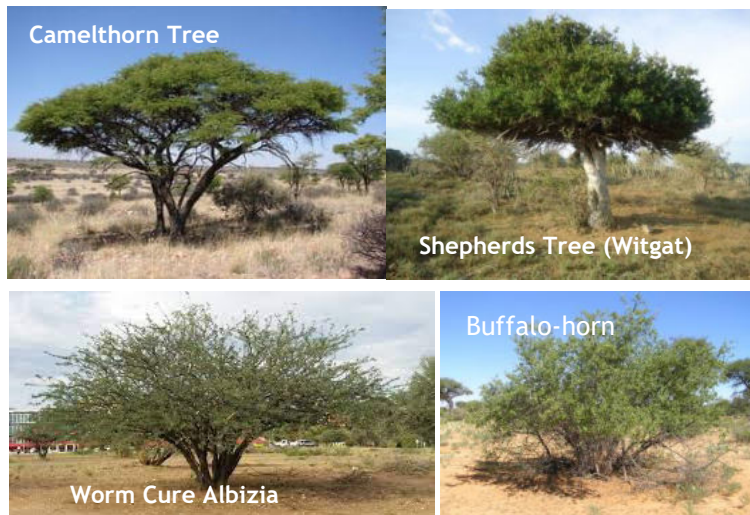 Camelthorn Tree
Shepherds Tree (Witgat)
Buffalo-horn
Worm Cure Albizia